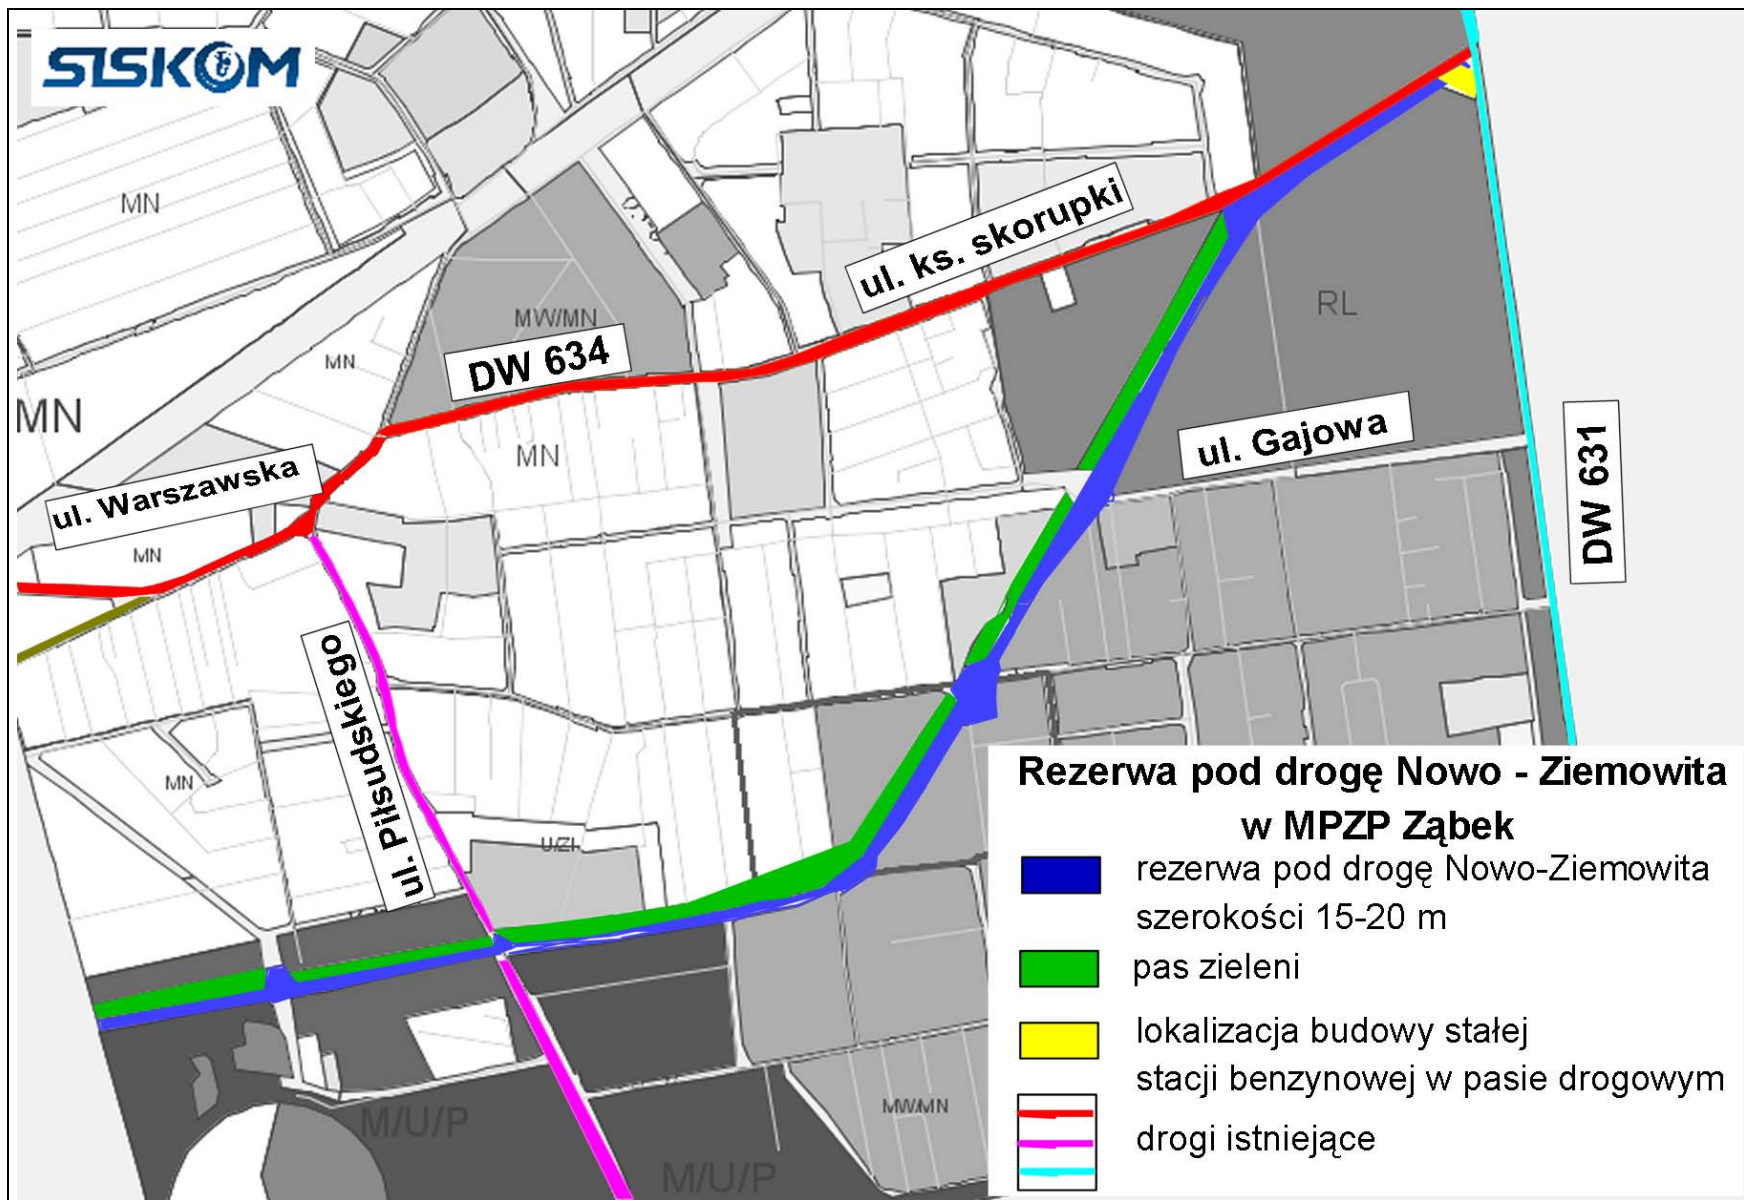 SISKOM
MN
MW/MN
MN
ul. ks. skorupki
RL
DW 634
MN
MN
ul. Gajowa
DW 631
ul. Warszawska
MN
ul. Piłsudskiego
MN
U/ZI
M/U/P
MW/MN
M/U/P
Rezerwa pod drogę Nowo - Ziemowita
w MPZP Ząbek
rezerwa pod drogę Nowo-Ziemowita
szerokości 15-20 m
pas zieleni
lokalizacja budowy stałej
stacji benzynowej w pasie drogowym
drogi istniejące